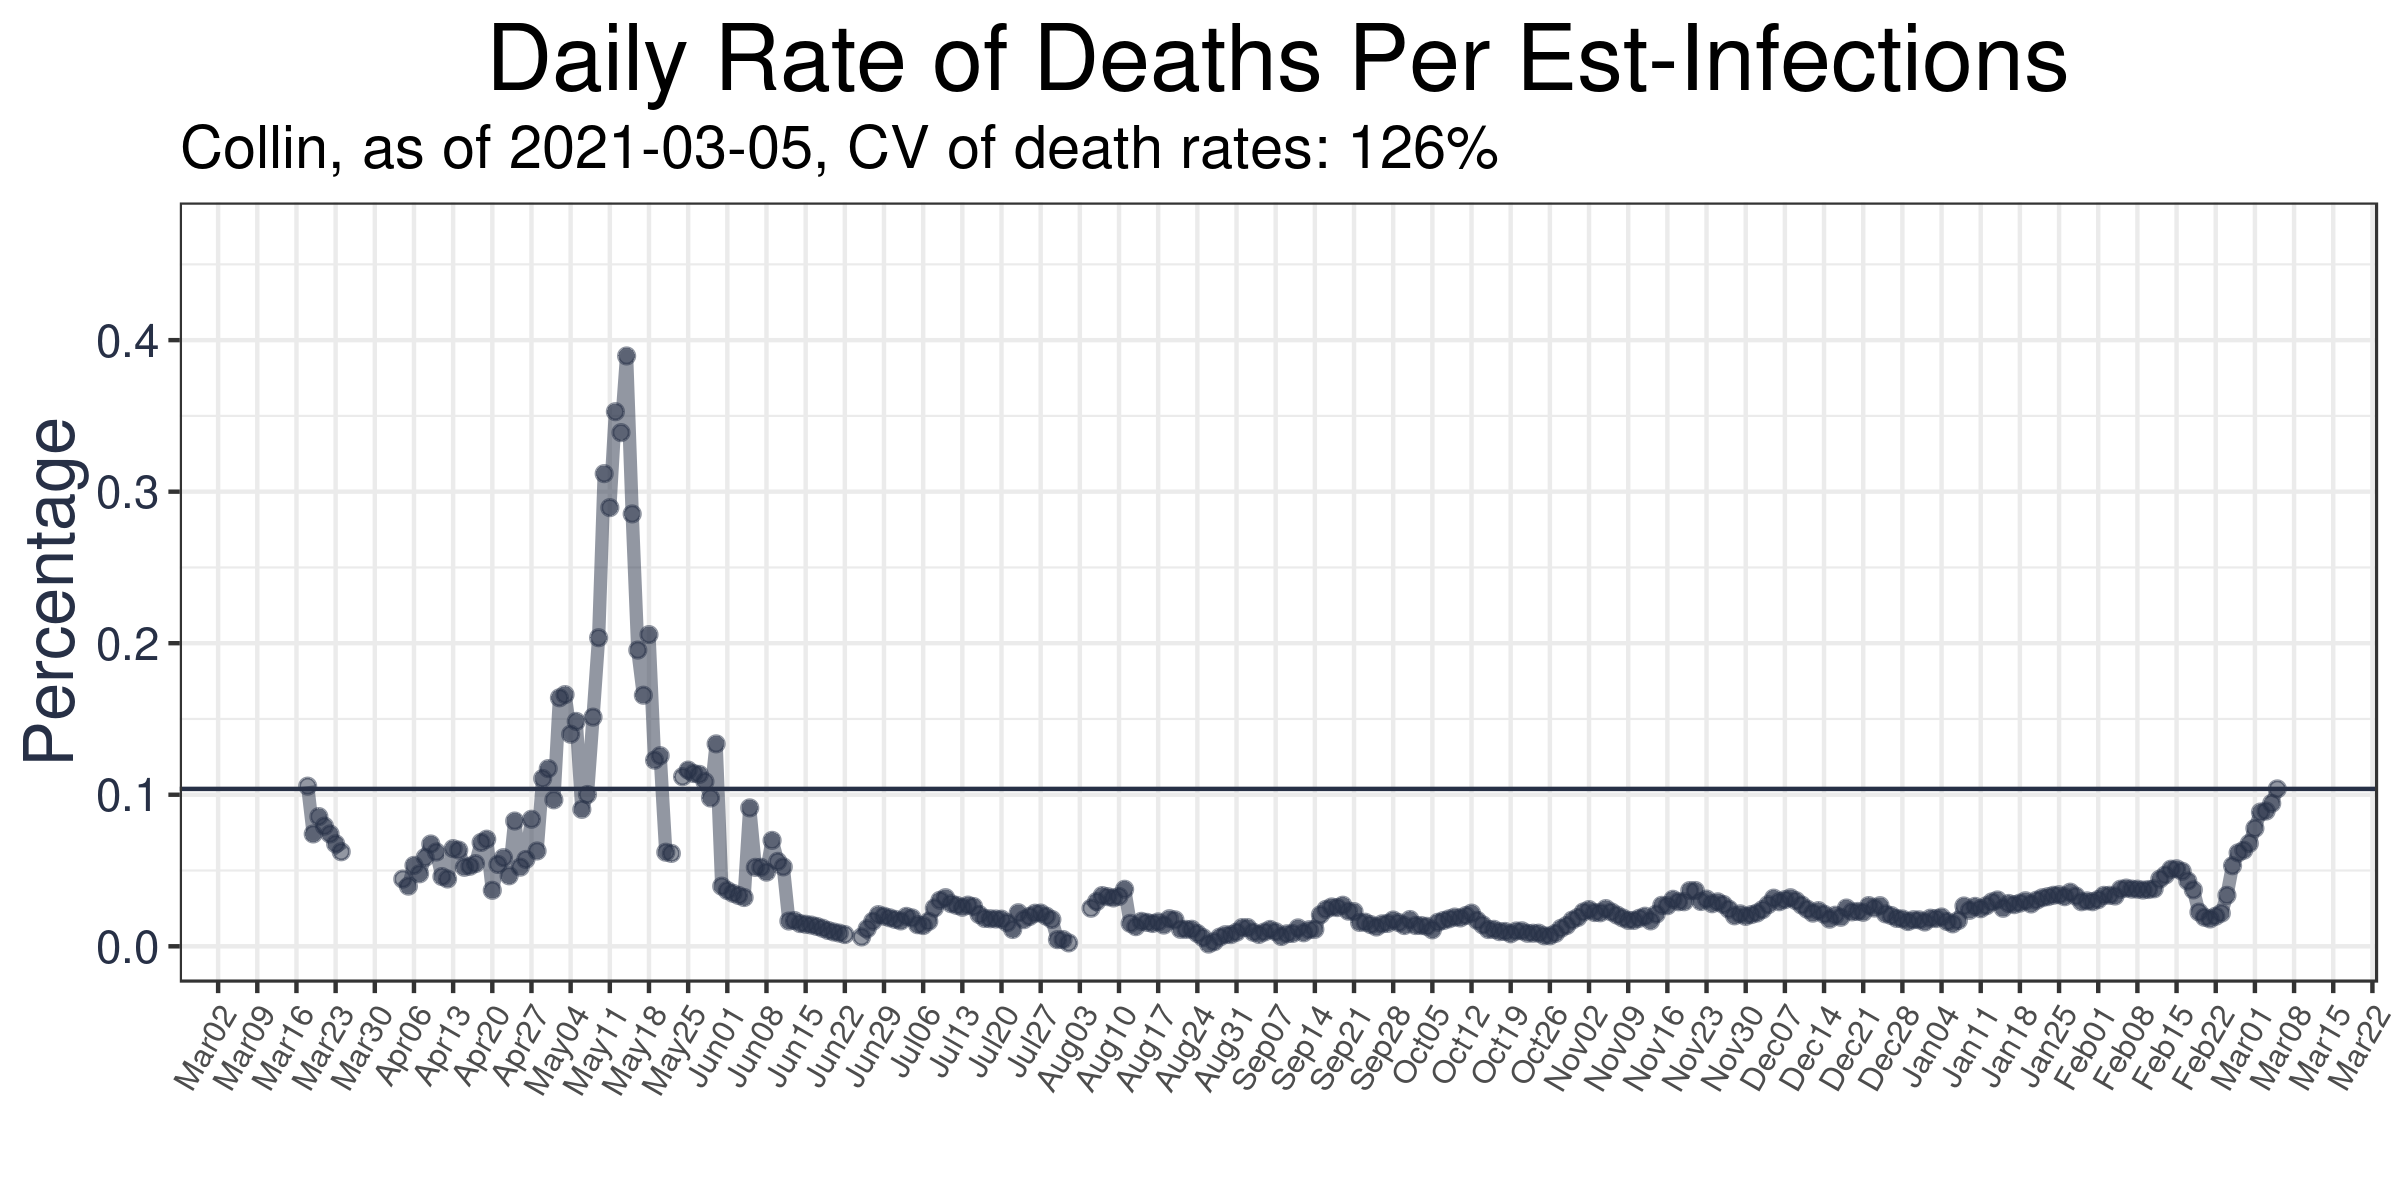 Daily Rate of Deaths Per Est-Infections
Collin, as of 2021-03-05, CV of death rates: 126%
Percentage
0.4
0.3
0.2
0.1
0.0
Mar02 Mar09 Mar16 Mar23 Mar30 Apr06 Apr13 Apr20 Apr27 May04 May11 May18 May25 Jun01 Jun08 Jun15 Jun22 Jun29 Jul06 Jul13 Jul20 Jul27 Aug03 Aug10 Aug17 Aug24 Aug31 Sep07 Sep14 Sep21 Sep28 Oct05 Oct12 Oct19 Oct26 Nov02 Nov09 Nov16 Nov23 Nov30 Dec07 Dec14 Dec21 Dec28 Jan04 Jan11 Jan18 Jan25 Feb01 Feb08 Feb15 Feb22 Mar01 Mar08 Mar15 Mar22